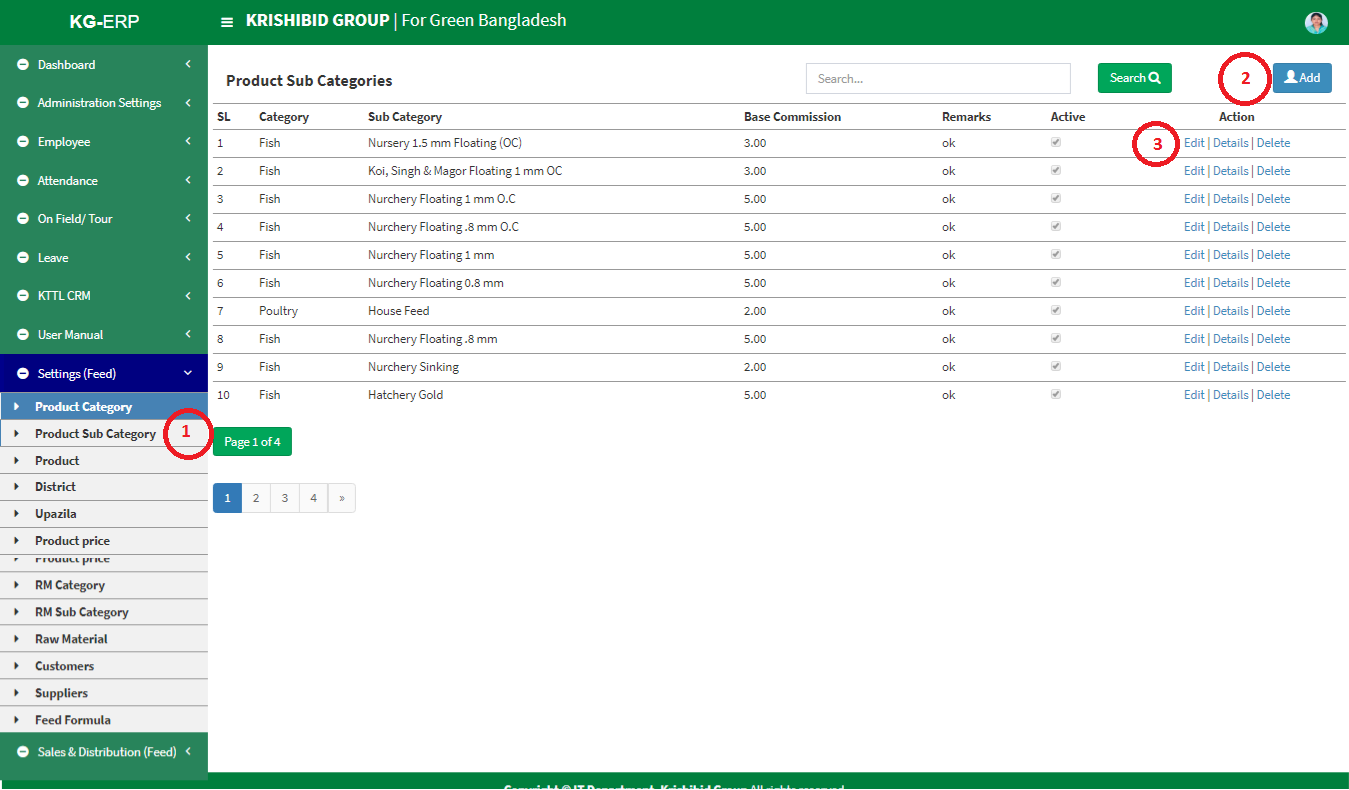 KG-ERP
KRISHIBID GROUP | For Green Bangladesh
Dashboard
Administration Settings
Employee
Attendance
On Field/ Tour
Leave
KTTL CRM
User Manual
Settings (Feed)
Product Category
Product Sub Category
1
Product
District
Upazila
Product price
Product price
RM Category
RM Sub Category
Raw Material
Customers
Suppliers
Feed Formula
Sales & Distribution (Feed)
Product Sub Categories
Search...
Search
2
Add
SL Category Sub Category Base Commission Remarks Active Action
1 Fish Nursery 1.5 mm Floating (OC) 3.00 ok 3 Edit | Details | Delete
2 Fish Koi, Singh & Magor Floating 1 mm OC 3.00 ok Edit | Details | Delete
3 Fish Nurchery Floating 1 mm O.C 5.00 ok Edit | Details | Delete
4 Fish Nurchery Floating .8 mm O.C 5.00 ok Edit | Details | Delete
5 Fish Nurchery Floating 1 mm 5.00 ok Edit | Details | Delete
6 Fish Nurchery Floating 0.8 mm 5.00 ok Edit | Details | Delete
7 Poultry House Feed 2.00 ok Edit | Details | Delete
8 Fish Nurchery Floating .8 mm 5.00 ok Edit | Details | Delete
9 Fish Nurchery Sinking 2.00 ok Edit | Details | Delete
10 Fish Hatchery Gold 5.00 ok Edit | Details | Delete
Page 1 of 4
1 2 3 4 »
Copyright © IT Department, Krishibid Group All rights reserved